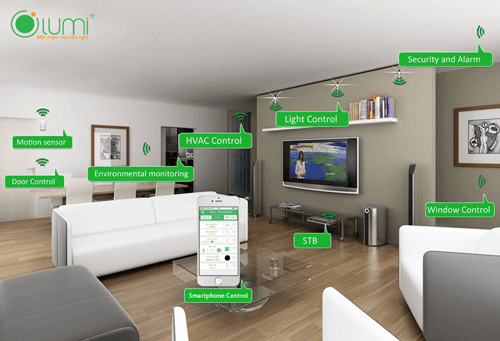 Lumi
Security and Alarm
Light Control
Motion sensor
HVAC Control
Environmental monitoring
Door Control
Window Control
STB
Smartphone Control